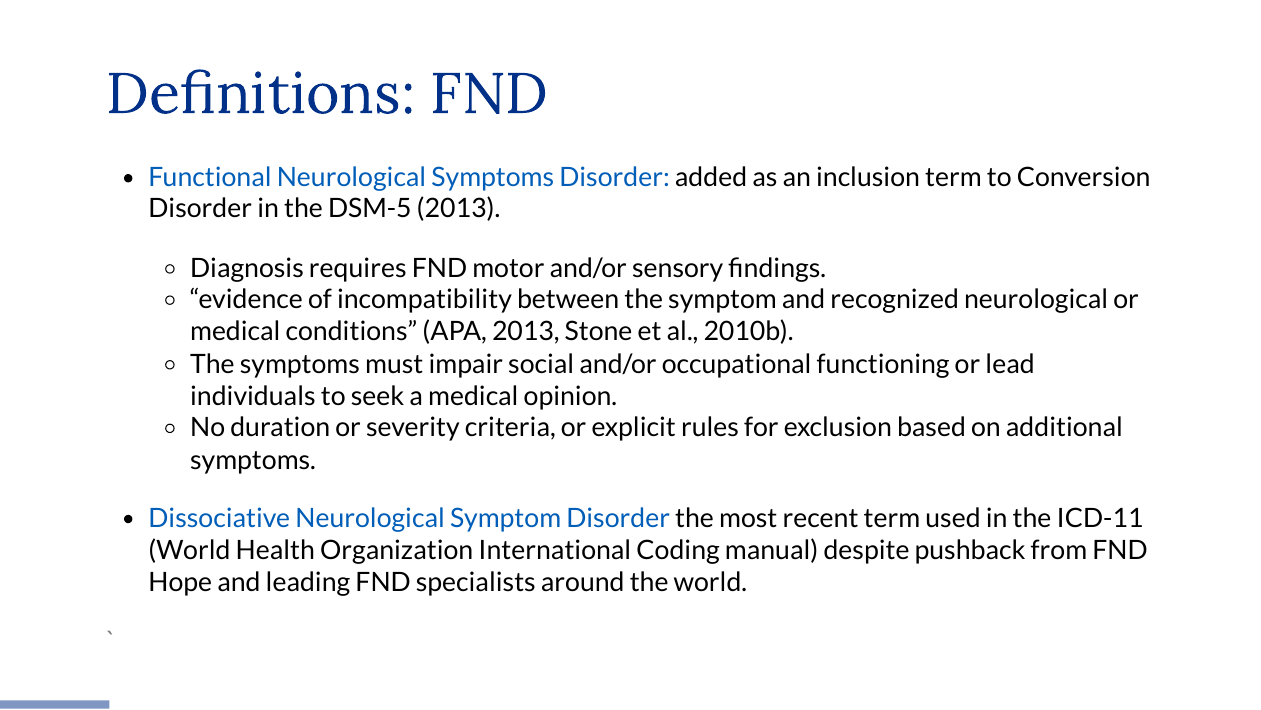 Definitions: FND
• Functional Neurological Symptoms Disorder: added as an inclusion term to Conversion
Disorder in the DSM-5 (2013).
◦ Diagnosis requires FND motor and/or sensory findings.
◦ “evidence of incompatibility between the symptom and recognized neurological or
medical conditions” (APA, 2013, Stone et al., 2010b).
◦ The symptoms must impair social and/or occupational functioning or lead
individuals to seek a medical opinion.
◦ No duration or severity criteria, or explicit rules for exclusion based on additional
symptoms.
• Dissociative Neurological Symptom Disorder the most recent term used in the ICD-11
(World Health Organization International Coding manual) despite pushback from FND
Hope and leading FND specialists around the world.
`